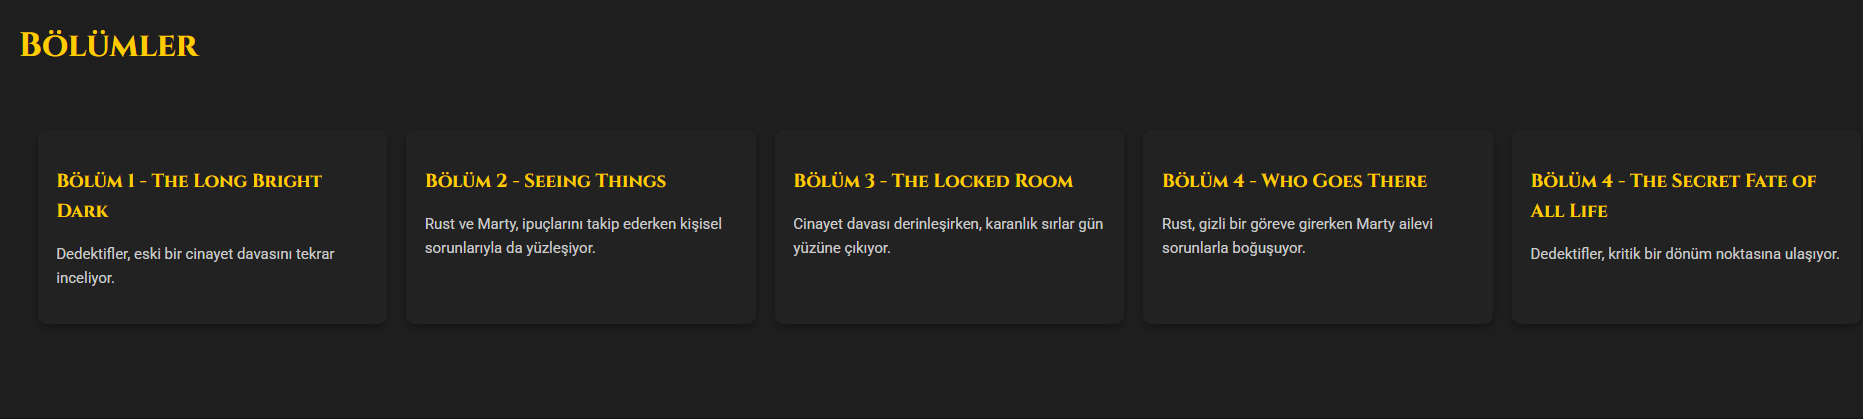 Bölümler
Bölüm 1 - The Long Bright
Dark
Dedektifler, eski bir cinayet davasını tekrar
inceliyor.
Bölüm 2 - Seeing Things
Rust ve Marty, ipuçlarını takip ederken kişisel
sorunlarıyla da yüzleşiyor.
Bölüm 3 - The Locked Room
Cinayet davası derinleşirken, karanlık sırlar gün
yüzüne çıkıyor.
Bölüm 4 - Who Goes There
Rust, gizli bir göreve girerken Marty ailevi
sorunlarla boğuşuyor.
Bölüm 4 - The Secret Fate of
All Life
Dedektifler, kritik bir dönüm noktasına ulaşıyor.